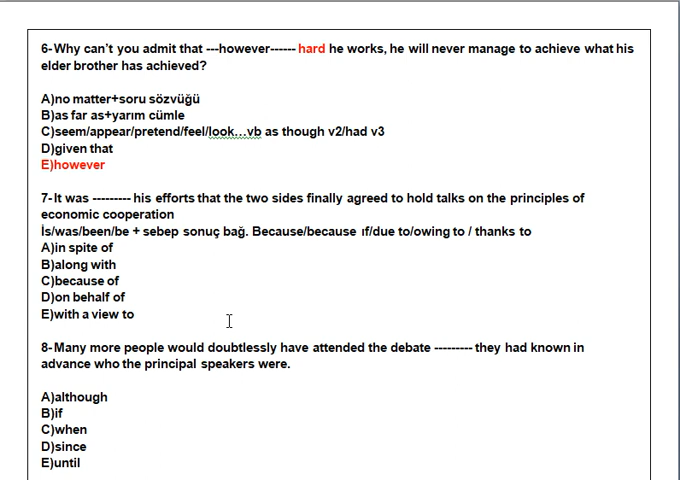 6-Why can't you admit that ---however------ hard he works, he will never manage to achieve what his
elder brother has achieved?
A)no matter+soru sözvüğü
B)as far as+yarım cümle
C)seem/appear/pretend/feel/look…vb as though v2/had v3
D)given that
E)however
7-It was --------- his efforts that the two sides finally agreed to hold talks on the principles of
economic cooperation
İs/was/been/be + sebep sonuç bağ. Because/because ıf/due to/owing to / thanks to
A)in spite of
B)along with
C)because of
D)on behalf of
E)with a view to
8-Many more people would doubtlessly have attended the debate --------- they had known in
advance who the principal speakers were.
A)although
B)if
C)when
D)since
E)until